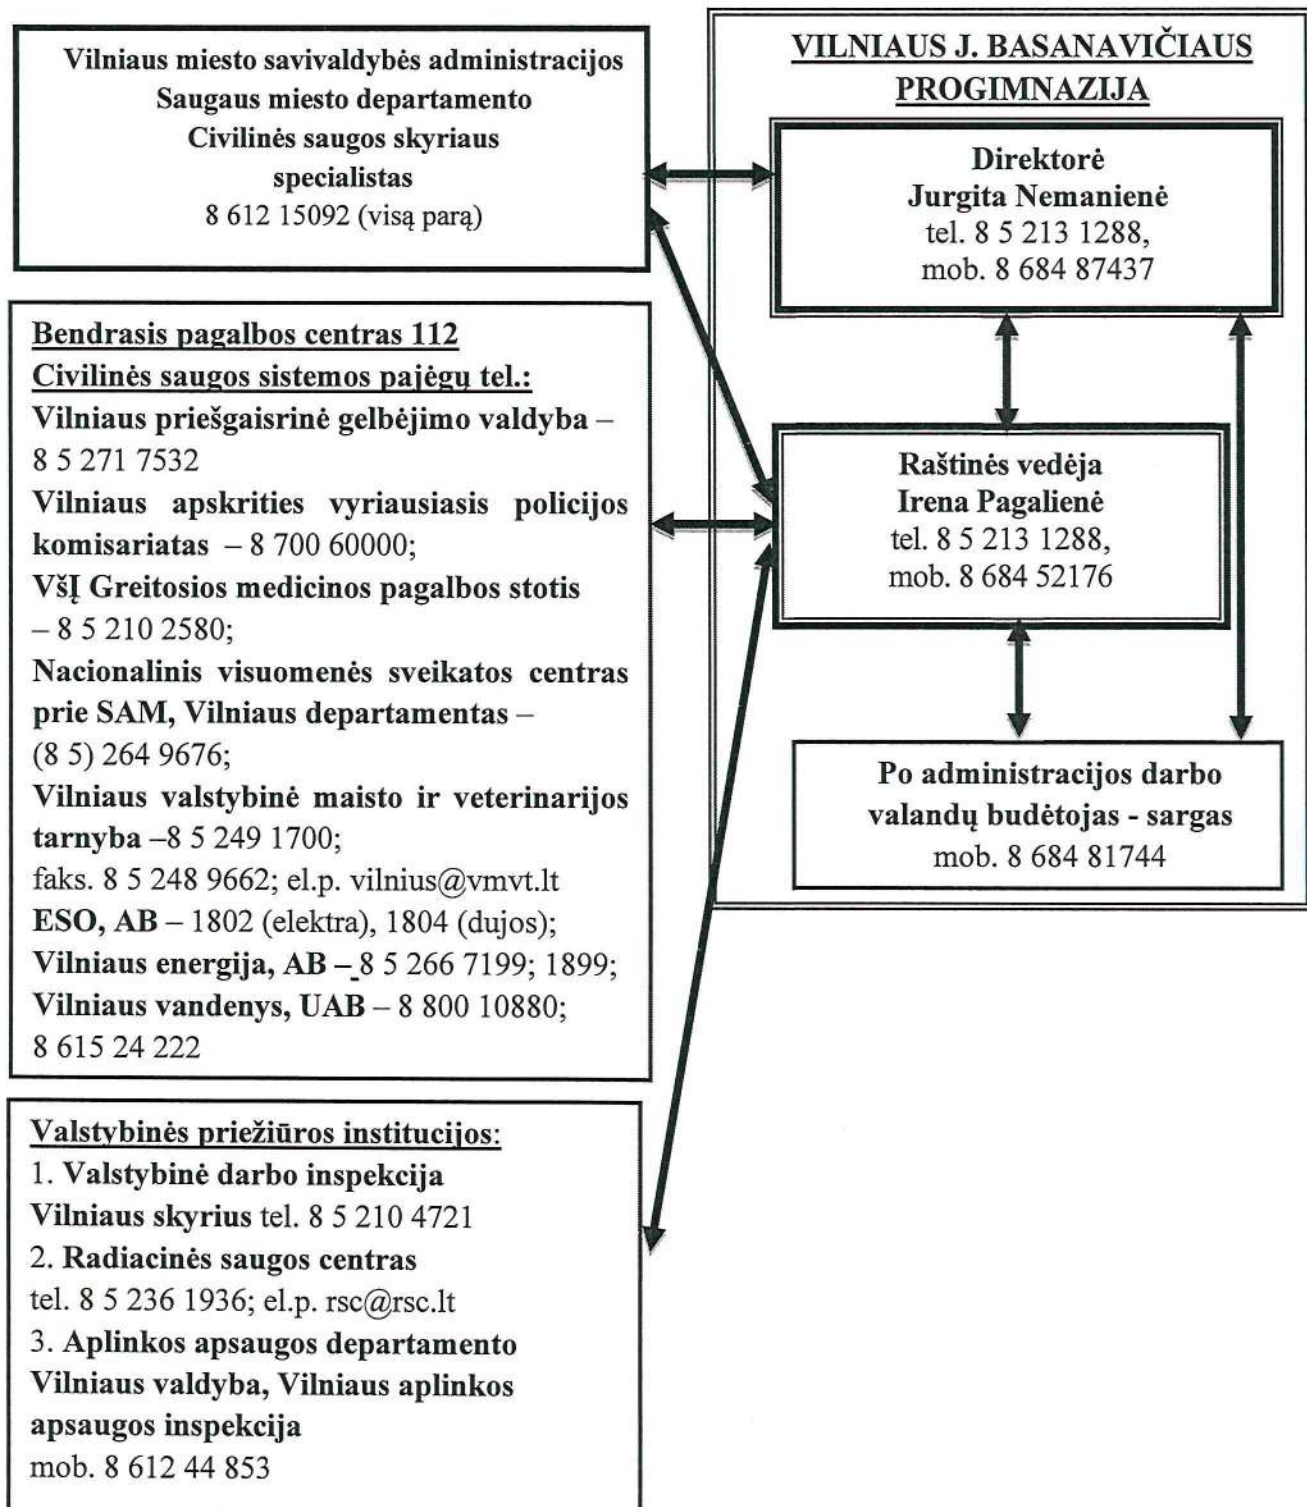 Vilniaus miesto savivaldybės administracijos
Saugaus miesto departamento
Civilinės saugos skyriaus
specialistas
8 612 15092 (visą parą)
Bendrasis pagalbos centras 112
Civilinės saugos sistemos pajėgų tel.:
Vilniaus priešgaisrinė gelbėjimo valdyba –
8 5 271 7532
Vilniaus apskrities vyriausiasis policijos
komisariatas – 8 700 60000;
VšĮ Greitosios medicinos pagalbos stotis
– 8 5 210 2580;
Nacionalinis visuomenės sveikatos centras
prie SAM, Vilniaus departamentas –
(8 5) 264 9676;
Vilniaus valstybinė maisto ir veterinarijos
tarnyba –8 5 249 1700;
faks. 8 5 248 9662; el.p. vilnius@vmvt.lt
ESO, AB – 1802 (elektra), 1804 (dujos);
Vilniaus energija, AB – 8 5 266 7199; 1899;
Vilniaus vandenys, UAB – 8 800 10880;
8 615 24 222
Valstybinės priežiūros institucijos:
1. Valstybinė darbo inspekcija
Vilniaus skyrius tel. 8 5 210 4721
2. Radiacinės saugos centras
tel. 8 5 236 1936; el.p. rsc@rsc.lt
3. Aplinkos apsaugos departamento
Vilniaus valdyba, Vilniaus aplinkos
apsaugos inspekcija
mob. 8 612 44 853
VILNIAUS J. BASANAVIČIAUS
PROGIMNAZIJA
Direktorė
Jurgita Nemanienė
tel. 8 5 213 1288,
mob. 8 684 87437
Raštinės vedėja
Irena Pagalienė
tel. 8 5 213 1288,
mob. 8 684 52176
Po administracijos darbo
valandų budėtojas - sargas
mob. 8 684 81744